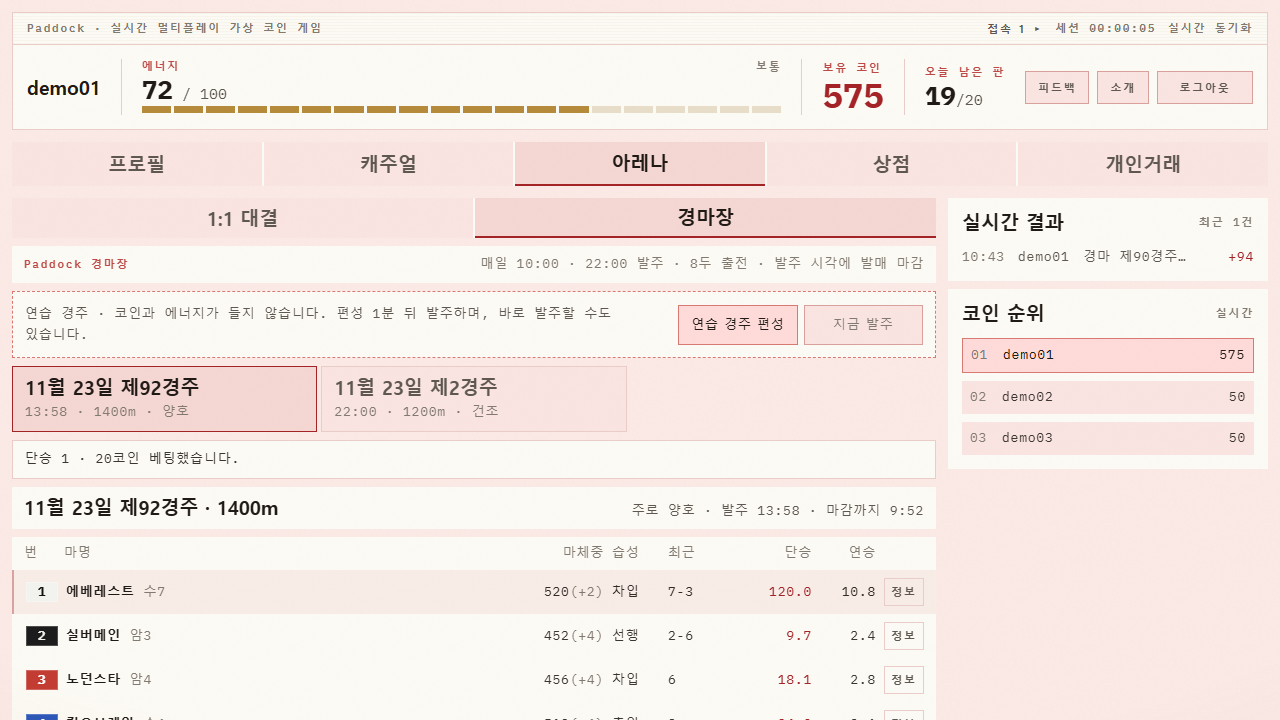 Paddock · 실시간 멀티플레이 가상 코인 게임
접속 1 ▸ 세션 00:00:05 실시간 동기화
demo01
에너지
보통
72 / 100
보유 코인
575
오늘 남은 판
19/20
피드백
소개
로그아웃
프로필
캐주얼
아레나
상점
개인거래
1:1 대결
경마장
Paddock 경마장
매일 10:00 · 22:00 발주 · 8두 출전 · 발주 시각에 발매 마감
연습 경주 · 코인과 에너지가 들지 않습니다. 편성 1분 뒤 발주하며, 바로 발주할 수도
있습니다.
연습 경주 편성
지금 발주
11월 23일 제92경주
13:58 · 1400m · 양호
11월 23일 제2경주
22:00 · 1200m · 건조
단승 1 · 20코인 베팅했습니다.
11월 23일 제92경주 · 1400m
주로 양호 · 발주 13:58 · 마감까지 9:52
번 마명 마체중 습성 최근 단승 연승
1 에베레스트 수7 520(+2) 차입 7-3 120.0 10.8 정보
2 실버메인 암3 452(+4) 선행 2-6 9.7 2.4 정보
3 노던스타 암4 456(+4) 차입 6 18.1 2.8 정보
실시간 결과
최근 1건
10:43 demo01 경마 제90경주… +94
코인 순위
실시간
01 demo01 575
02 demo02 50
03 demo03 50